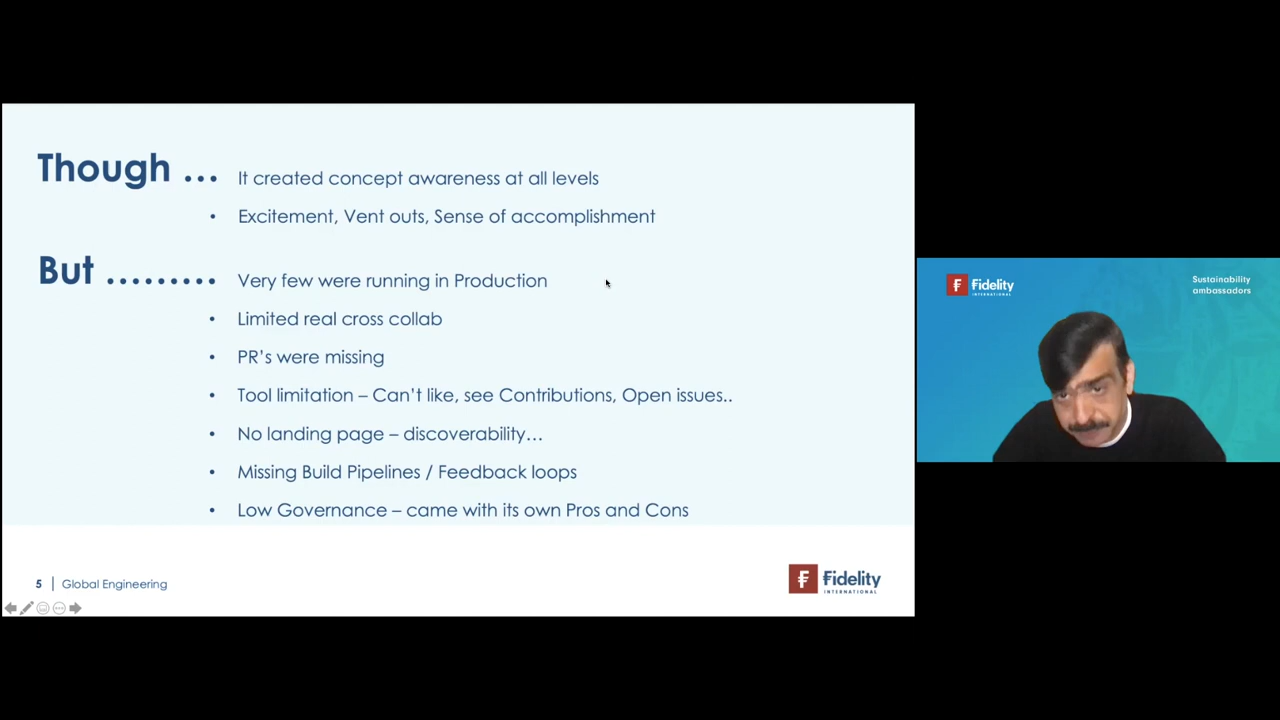 Though ... It created concept awareness at all levels
• Excitement, Vent outs, Sense of accomplishment
But ......... Very few were running in Production
• Limited real cross collab
• PR's were missing
• Tool limitation – Can't like, see Contributions, Open issues..
• No landing page – discoverability...
• Missing Build Pipelines / Feedback loops
• Low Governance – came with its own Pros and Cons
5 | Global Engineering
Fidelity
INTERNATIONAL
Fidelity
INTERNATIONAL
Sustainability
ambassadors